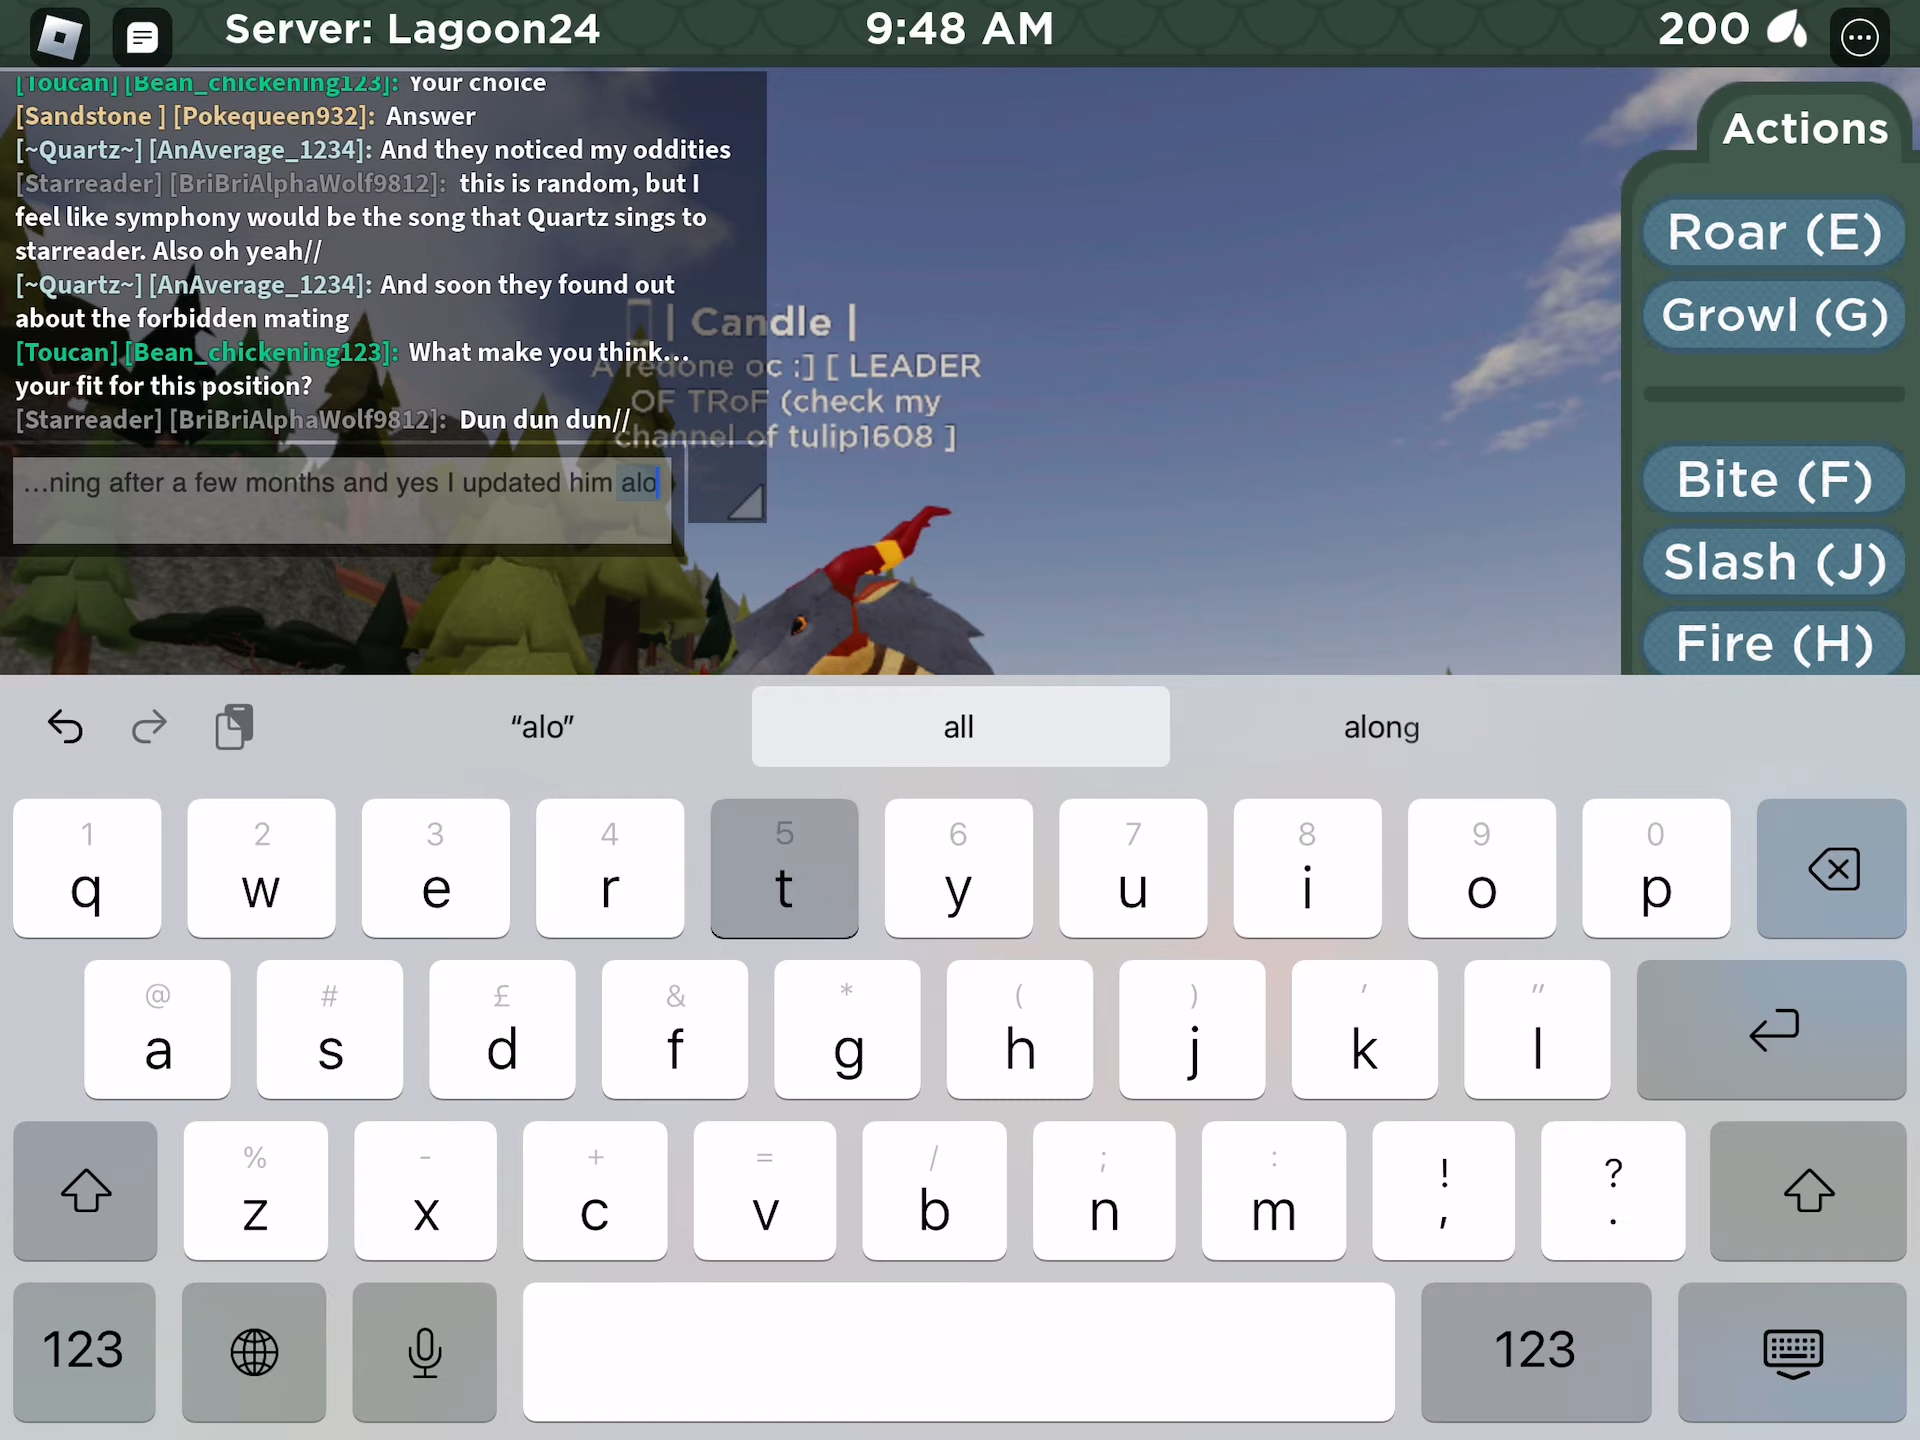 Server: Lagoon24
9:48 AM
200
[Toucan] [Bean_chickening123]: Your choice
[Sandstone ] [Pokequeen932]: Answer
[~Quartz~] [AnAverage_1234]: And they noticed my oddities
[Starreader] [BriBriAlphaWolf9812]: this is random, but I
feel like symphony would be the song that Quartz sings to
starreader. Also oh yeah//
[~Quartz~] [AnAverage_1234]: And soon they found out
about the forbidden mating
[Toucan] [Bean_chickening123]: What make you think...
your fit for this position?
[Starreader] [BriBriAlphaWolf9812]: Dun dun dun//
...ning after a few months and yes I updated him alo
| Candle |
A redone oc :] [ LEADER
OF TRoF (check my
channel of tulip1608 ]
Actions
Roar (E)
Growl (G)
Bite (F)
Slash (J)
Fire (H)
“alo” all along
1 2 3 4 5 6 7 8 9 0
q w e r t y u i o p
@ # £ & * ( ) ' "
a s d f g h j k l
% - + = / ; : ! ?
z x c v b n m , .
123 123